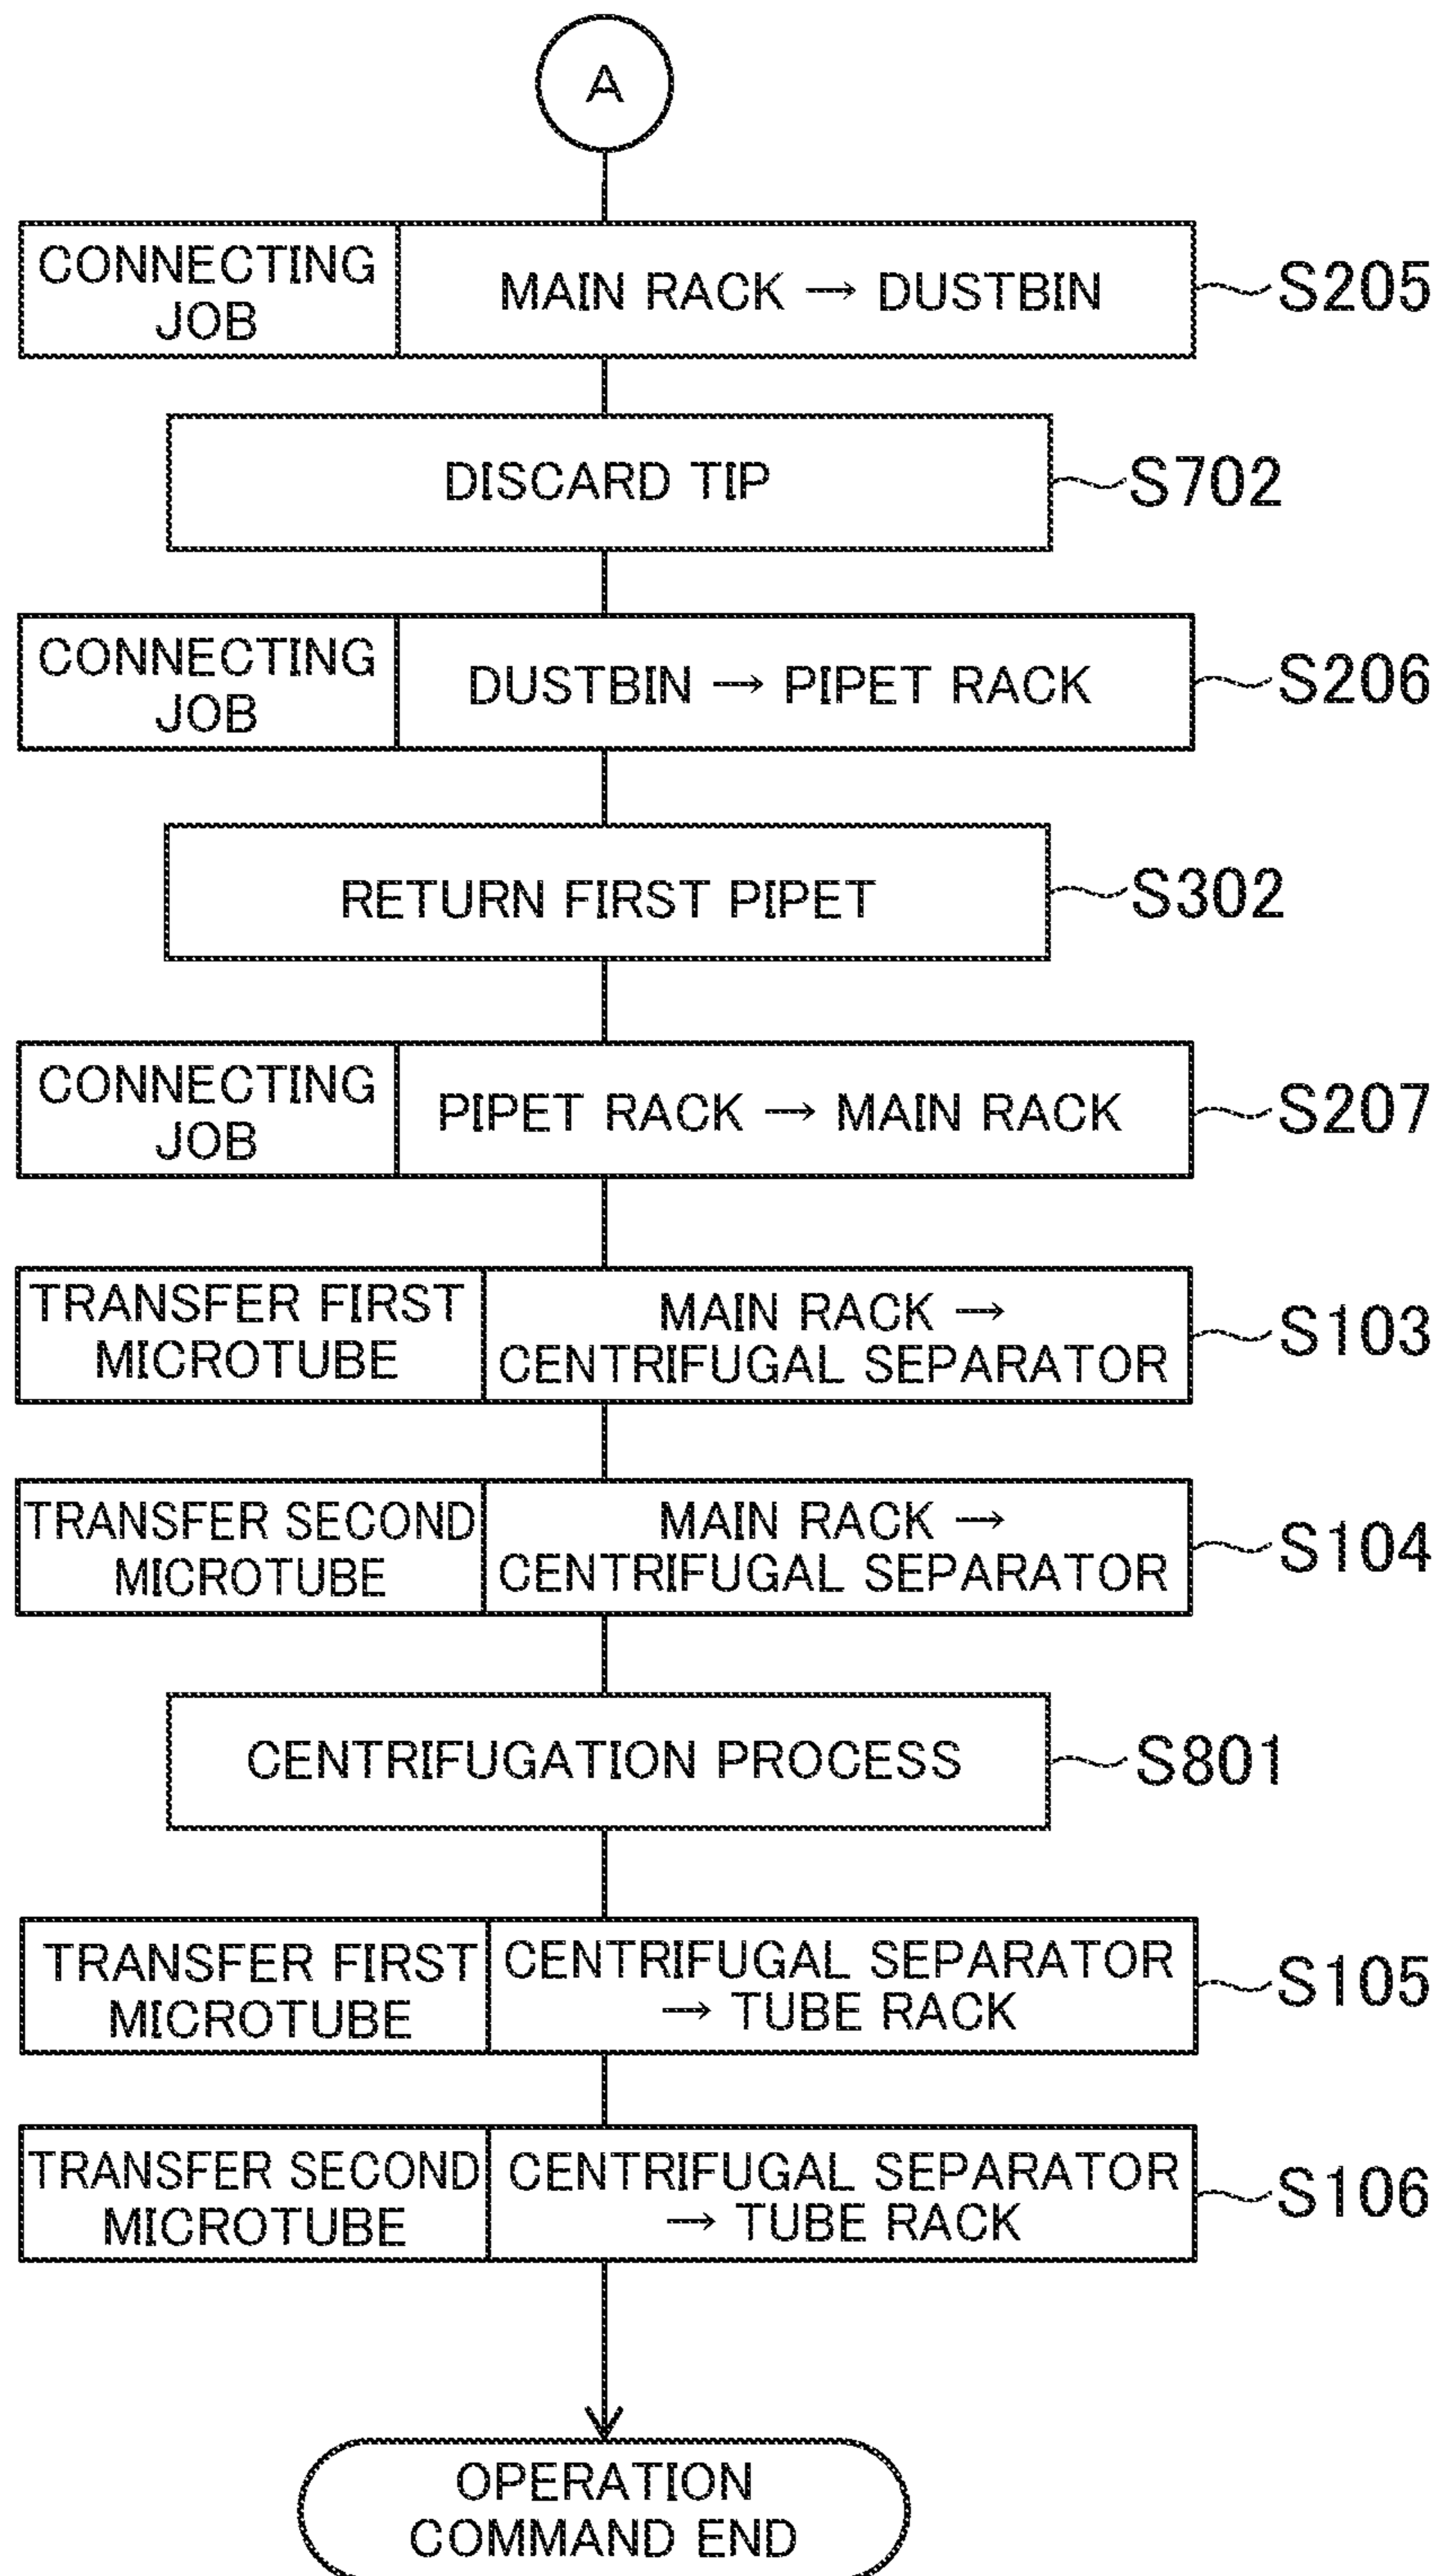 A
CONNECTING
JOB
MAIN RACK → DUSTBIN
S205
DISCARD TIP
S702
CONNECTING
JOB
DUSTBIN → PIPET RACK
S206
RETURN FIRST PIPET
S302
CONNECTING
JOB
PIPET RACK → MAIN RACK
S207
TRANSFER FIRST
MICROTUBE
MAIN RACK →
CENTRIFUGAL SEPARATOR
S103
TRANSFER SECOND
MICROTUBE
MAIN RACK →
CENTRIFUGAL SEPARATOR
S104
CENTRIFUGATION PROCESS
S801
TRANSFER FIRST
MICROTUBE
CENTRIFUGAL SEPARATOR
→ TUBE RACK
S105
TRANSFER SECOND
MICROTUBE
CENTRIFUGAL SEPARATOR
→ TUBE RACK
S106
OPERATION
COMMAND END